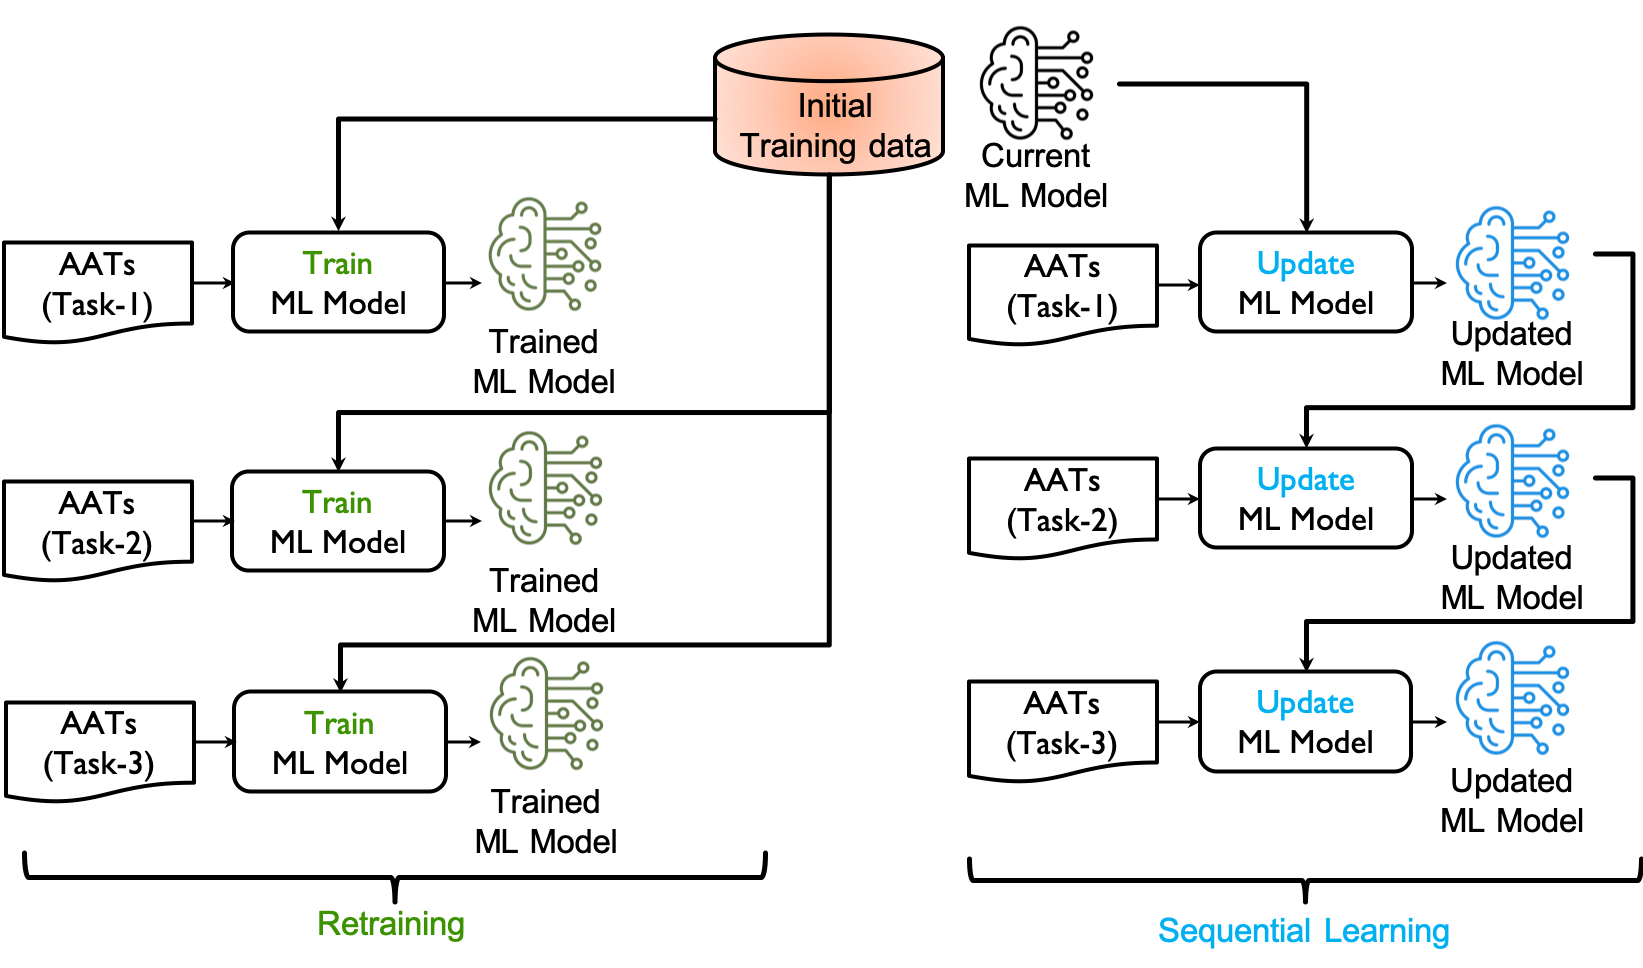 Initial
Training data
AATs
(Task-1)
Train
ML Model
Trained
ML Model
AATs
(Task-2)
Train
ML Model
Trained
ML Model
AATs
(Task-3)
Train
ML Model
Trained
ML Model
Retraining
Current
ML Model
AATs
(Task-1)
Update
ML Model
Updated
ML Model
AATs
(Task-2)
Update
ML Model
Updated
ML Model
AATs
(Task-3)
Update
ML Model
Updated
ML Model
Sequential Learning